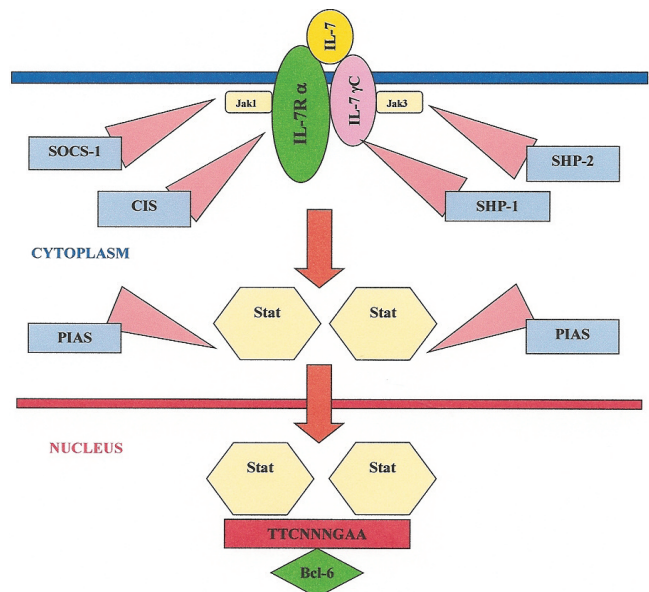 IL-7
Jak1
IL-7R α
IL-7 γC
Jak3
SOCS-1
SHP-2
CIS
SHP-1
CYTOPLASM
Stat
Stat
PIAS
PIAS
NUCLEUS
Stat
Stat
TTCNNNGAA
Bcl-6